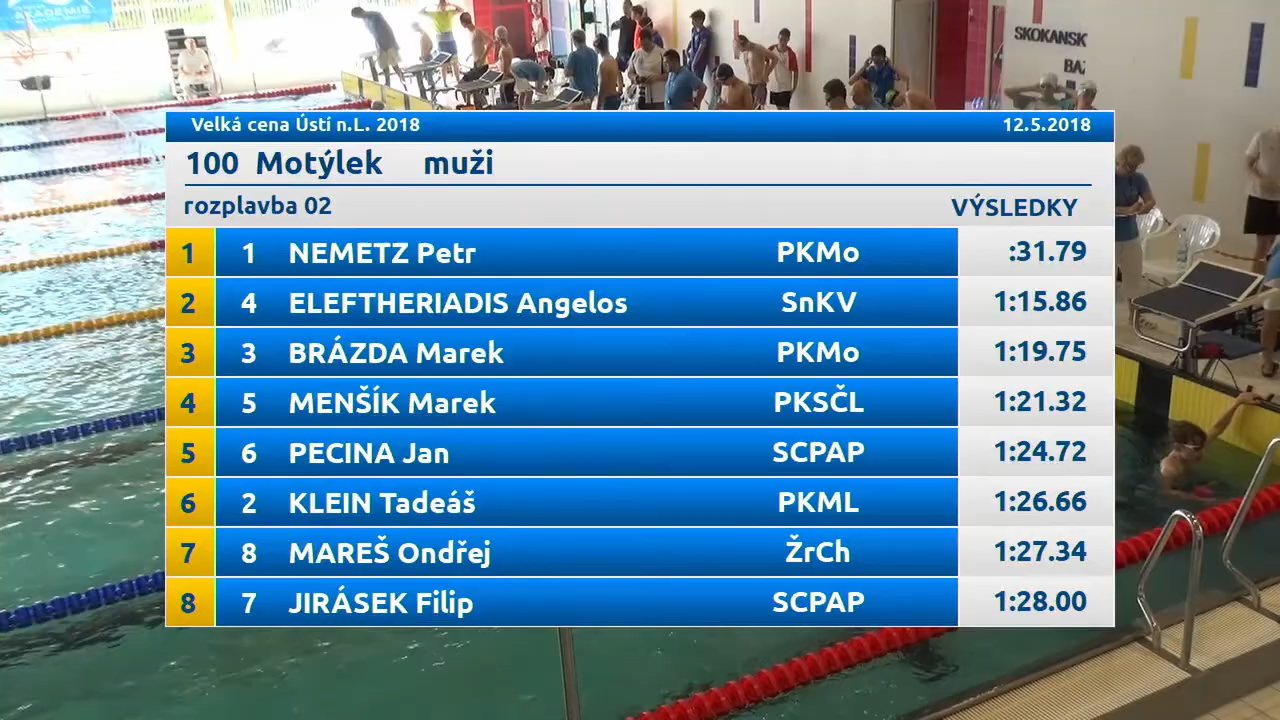 AKADEMIE
SKOKANSK
BAZ
Velká cena Ústí n.L. 2018 12.5.2018
100 Motýlek muži
rozplavba 02 VÝSLEDKY
1 1 NEMETZ Petr PKMo :31.79
2 4 ELEFTHERIADIS Angelos SnKV 1:15.86
3 3 BRÁZDA Marek PKMo 1:19.75
4 5 MENŠÍK Marek PKSČL 1:21.32
5 6 PECINA Jan SCPAP 1:24.72
6 2 KLEIN Tadeáš PKML 1:26.66
7 8 MAREŠ Ondřej ŽrCh 1:27.34
8 7 JIRÁSEK Filip SCPAP 1:28.00